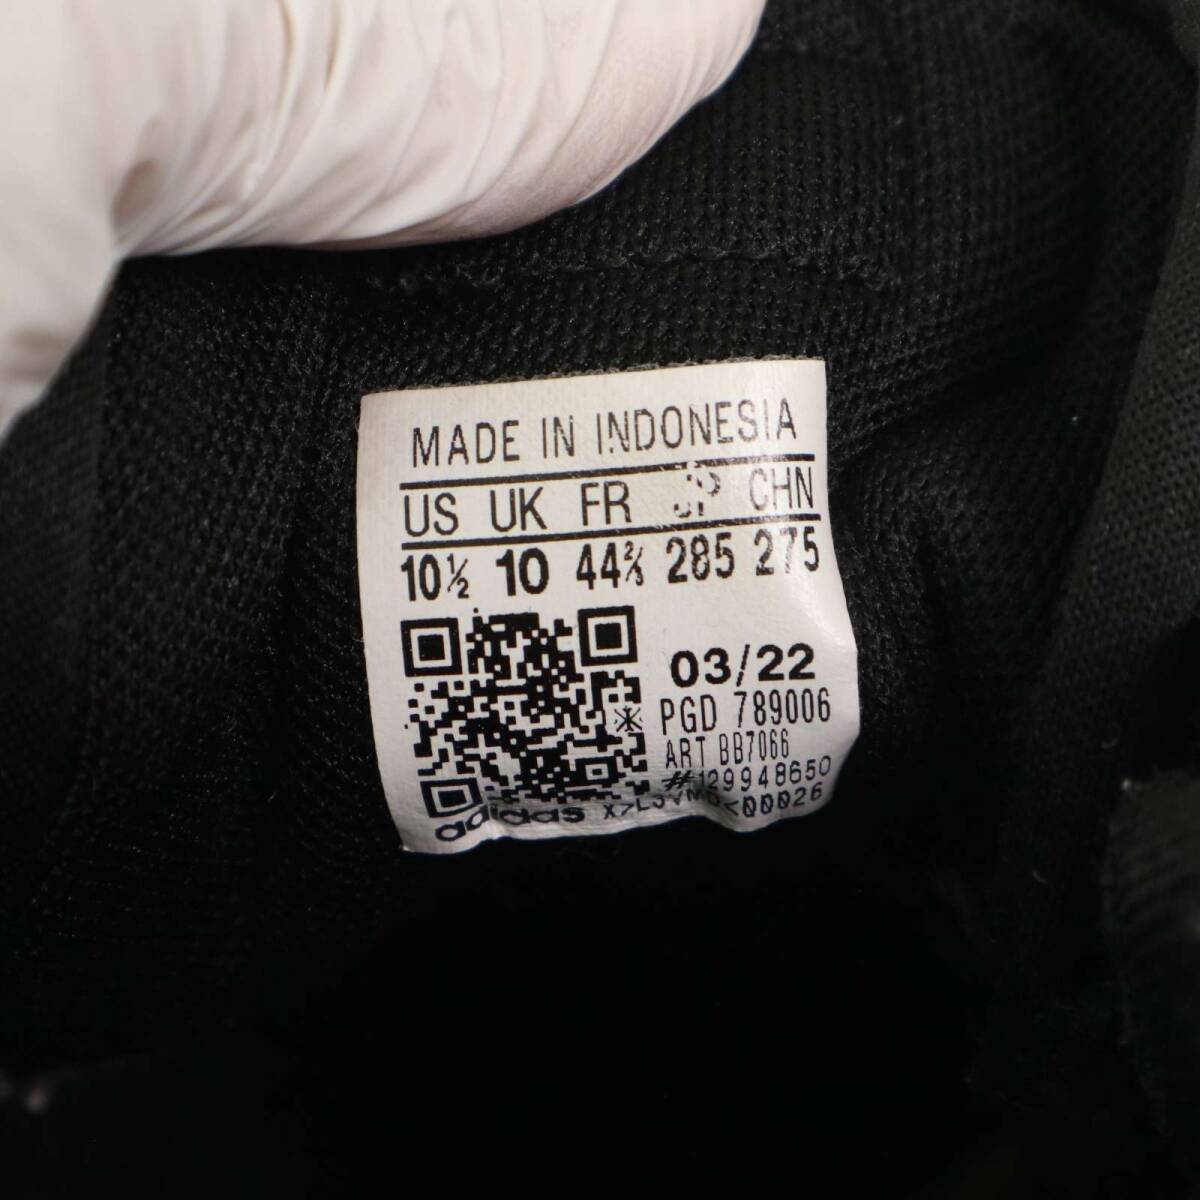 MADE IN INDONESIA
US UK FR JP CHN
10½ 10 44⅔ 285 275
03/22
PGD 789006
ART BB7066
#129948650
adidas